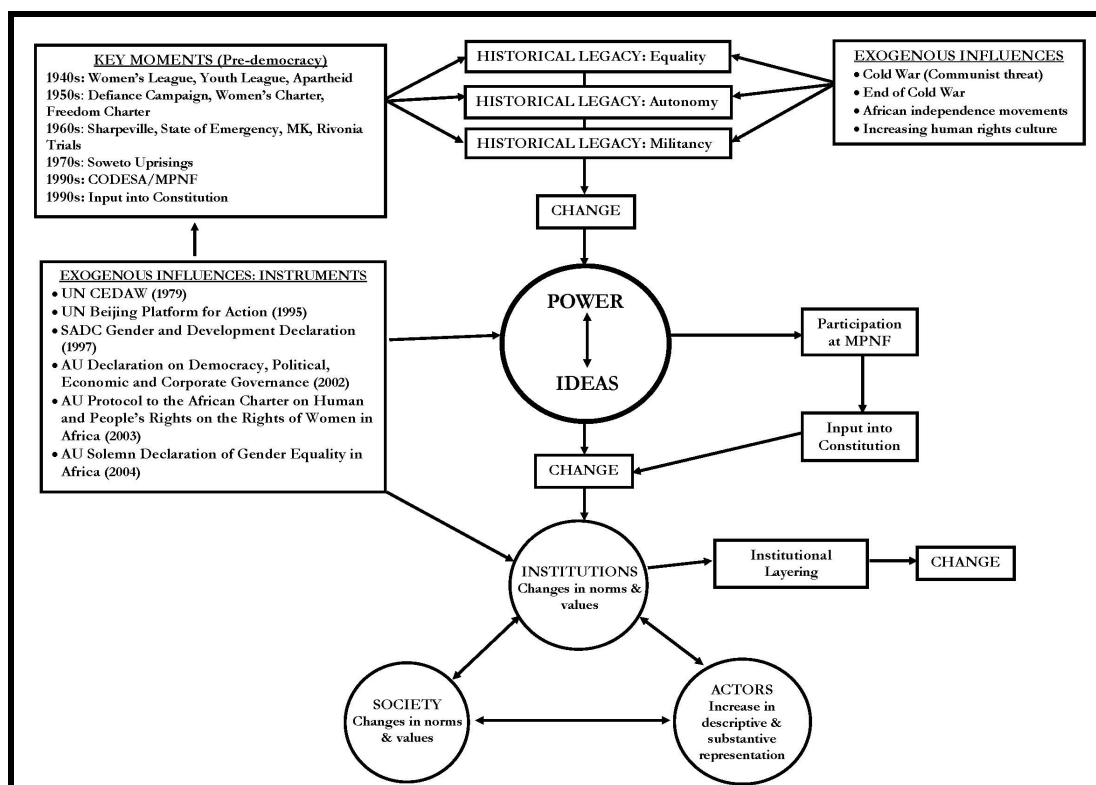 KEY MOMENTS (Pre-democracy)
1940s: Women's League, Youth League, Apartheid
1950s: Defiance Campaign, Women's Charter,
Freedom Charter
1960s: Sharpeville, State of Emergency, MK, Rivonia
Trials
1970s: Soweto Uprisings
1990s: CODESA/MPNF
1990s: Input into Constitution
HISTORICAL LEGACY: Equality
HISTORICAL LEGACY: Autonomy
HISTORICAL LEGACY: Militancy
EXOGENOUS INFLUENCES
• Cold War (Communist threat)
• End of Cold War
• African independence movements
• Increasing human rights culture
CHANGE
EXOGENOUS INFLUENCES: INSTRUMENTS
• UN CEDAW (1979)
• UN Beijing Platform for Action (1995)
• SADC Gender and Development Declaration
(1997)
• AU Declaration on Democracy, Political,
Economic and Corporate Governance (2002)
• AU Protocol to the African Charter on Human
and People's Rights on the Rights of Women in
Africa (2003)
• AU Solemn Declaration of Gender Equality in
Africa (2004)
POWER
IDEAS
Participation
at MPNF
Input into
Constitution
CHANGE
INSTITUTIONS
Changes in norms &
values
Institutional
Layering
CHANGE
SOCIETY
Changes in norms
& values
ACTORS
Increase in
descriptive &
substantive
representation